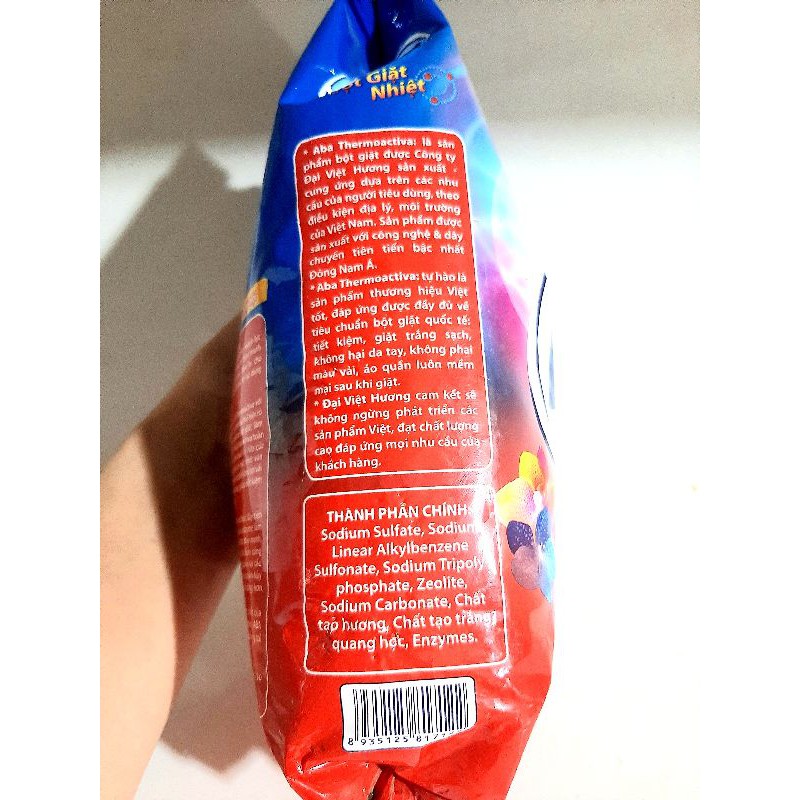 Giặt
Nhiệt
* Aba Thermoactiva: là sản
phẩm bột giặt được Công ty
Đại Việt Hương sản xuất ,
cung ứng dựa trên các nhu
cầu của người tiêu dùng, theo
điều kiện địa lý, môi trường
của Việt Nam. Sản phẩm được
sản xuất với công nghệ & dây
chuyền tiên tiến bậc nhất
Đông Nam Á.
*Aba Thermoactiva: tự hào là
sản phẩm thương hiệu Việt
tốt, đáp ứng được đầy đủ về
tiêu chuẩn bột giặt quốc tế:
tiết kiệm, giặt trắng sạch,
không hại da tay, không phai
màu vải, áo quần luôn mềm
mại sau khi giặt.
* Đại Việt Hương cam kết sẽ
không ngừng phát triển các
sản phẩm Việt, đạt chất lượng
cao đáp ứng mọi nhu cầu của
khách hàng.
THÀNH PHẦN CHÍNH:
Sodium Sulfate, Sodium
Linear Alkylbenzene
Sulfonate, Sodium Tripoly
phosphate, Zeolite,
Sodium Carbonate, Chất
tạo hương, Chất tạo trắng
quang học, Enzymes.
8 935125 817